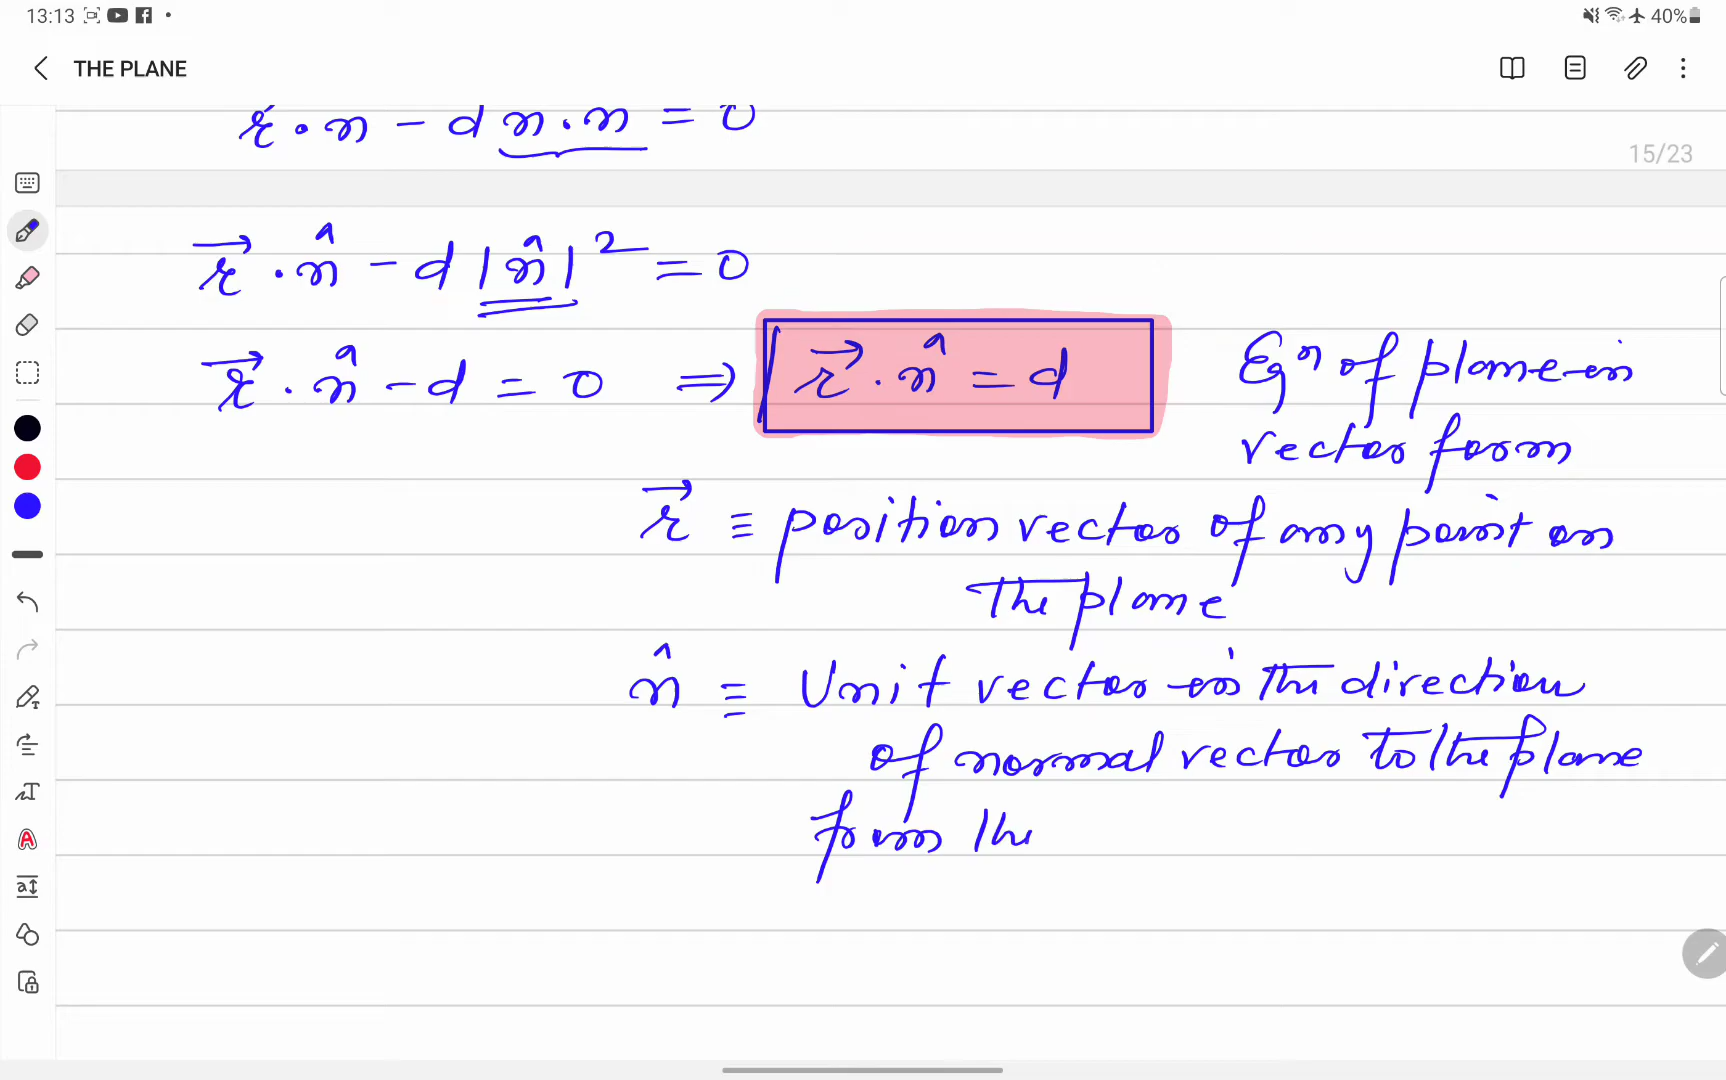 13:13
40%
THE PLANE
r · n − d n · n = 0
15/23
r⃗ · n̂ − d |n̂|² = 0
r⃗ · n̂ − d = 0 ⇒ r⃗ · n̂ = d
Eqⁿ of plane in
vector form
r⃗ ≡ position vector of any point on
the plane
n̂ ≡ Unit vector in the direction
of normal vector to the plane
from the